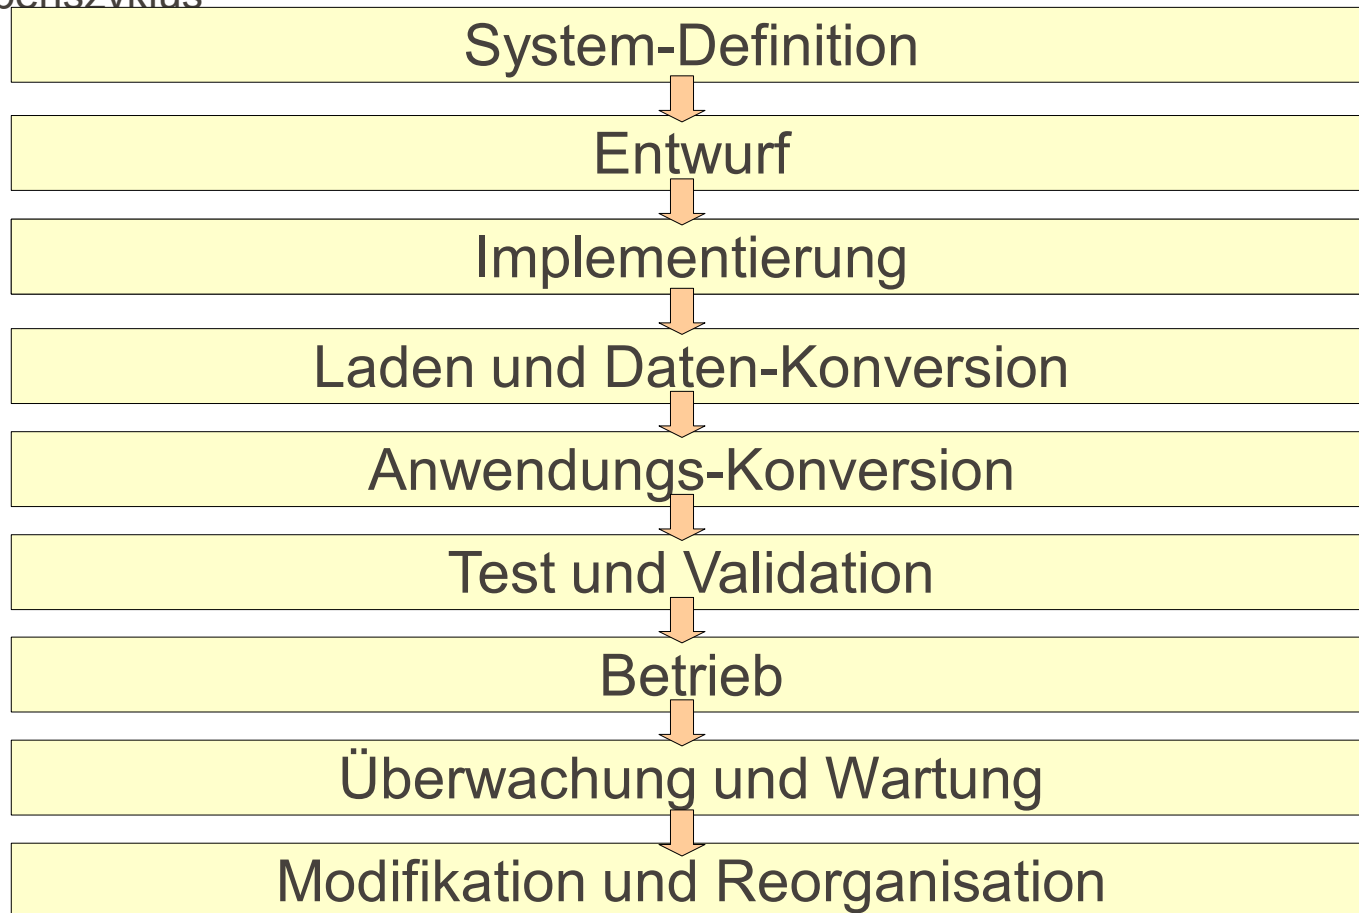 System-Definition
Entwurf
Implementierung
Laden und Daten-Konversion
Anwendungs-Konversion
Test und Validation
Betrieb
Überwachung und Wartung
Modifikation und Reorganisation